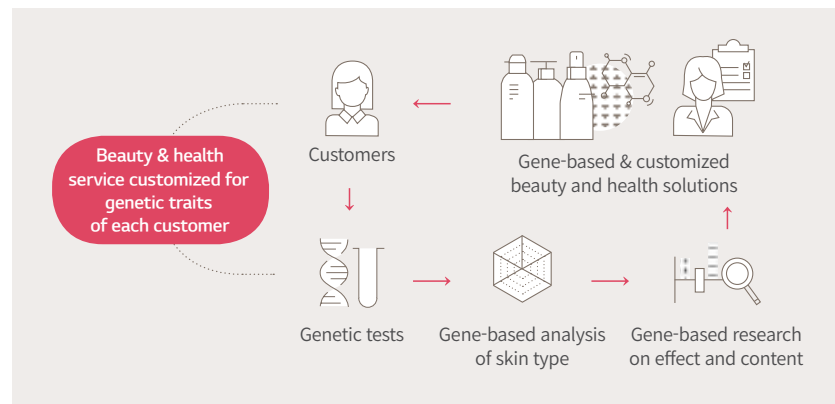 Beauty & health
service customized for
genetic traits
of each customer
Customers
Gene-based & customized
beauty and health solutions
Genetic tests
Gene-based analysis
of skin type
Gene-based research
on effect and content